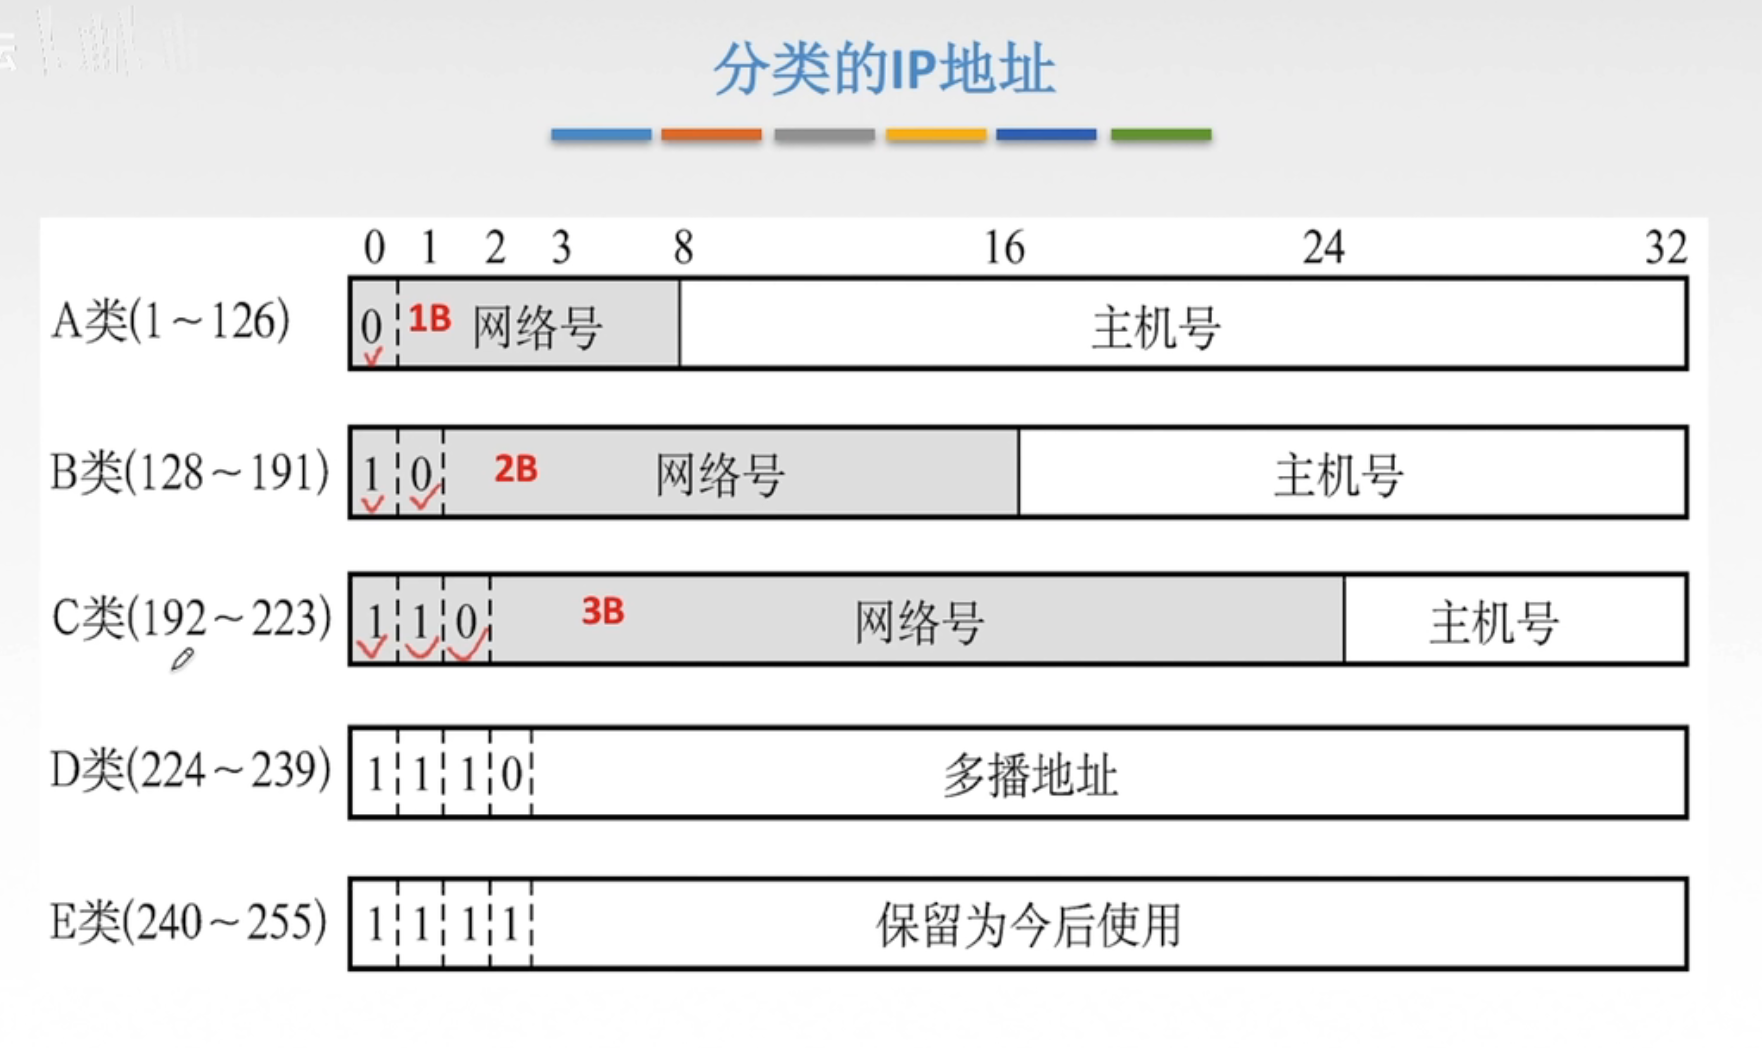 分类的IP地址
0 1 2 3 8 16 24 32
A类(1~126) 0 1B 网络号 主机号
B类(128~191) 1 0 2B 网络号 主机号
C类(192~223) 1 1 0 3B 网络号 主机号
D类(224~239) 1 1 1 0 多播地址
E类(240~255) 1 1 1 1 保留为今后使用